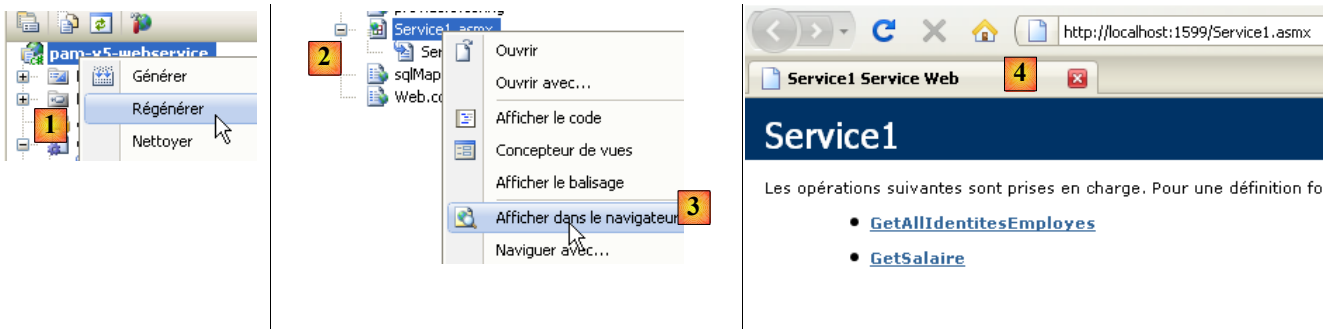 pam-v5-webservice
Générer
Régénérer
1
Nettoyer
Service1.asmx
2
Ser
Ouvrir
sqlMap
Ouvrir avec...
Web.co
Afficher le code
Concepteur de vues
Afficher le balisage
Afficher dans le navigateur
3
Naviguer avec...
http://localhost:1599/Service1.asmx
Service1 Service Web
4
Service1
Les opérations suivantes sont prises en charge. Pour une définition fo
GetAllIdentitesEmployes
GetSalaire